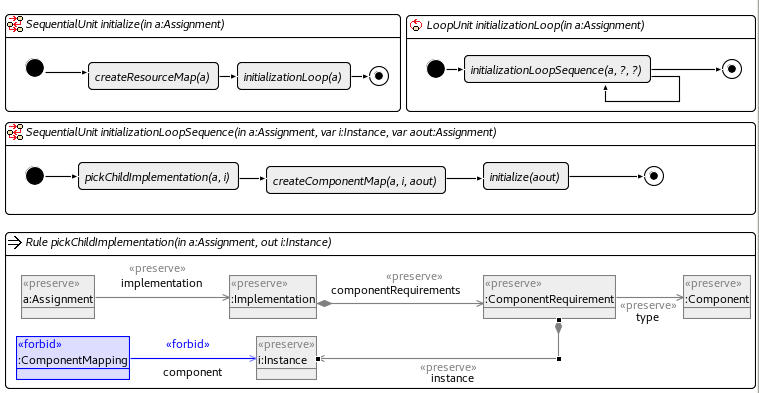 SequentialUnit initialize(in a:Assignment)
createResourceMap(a)
initializationLoop(a)
LoopUnit initializationLoop(in a:Assignment)
initializationLoopSequence(a, ?, ?)
SequentialUnit initializationLoopSequence(in a:Assignment, var i:Instance, var aout:Assignment)
pickChildImplementation(a, i)
createComponentMap(a, i, aout)
initialize(aout)
Rule pickChildImplementation(in a:Assignment, out i:Instance)
«preserve»
a:Assignment
«preserve»
implementation
«preserve»
:Implementation
«preserve»
componentRequirements
«preserve»
:ComponentRequirement
«preserve»
type
«preserve»
:Component
«forbid»
:ComponentMapping
«forbid»
component
«preserve»
i:Instance
«preserve»
instance